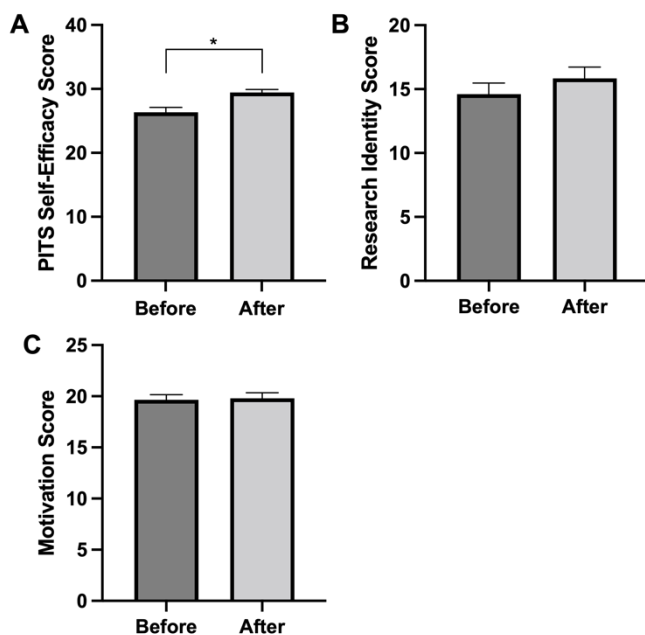 A
PITS Self-Efficacy Score
40
30
20
10
0
*
Before After
B
Research Identity Score
20
15
10
5
0
Before After
C
Motivation Score
25
20
15
10
5
0
Before After